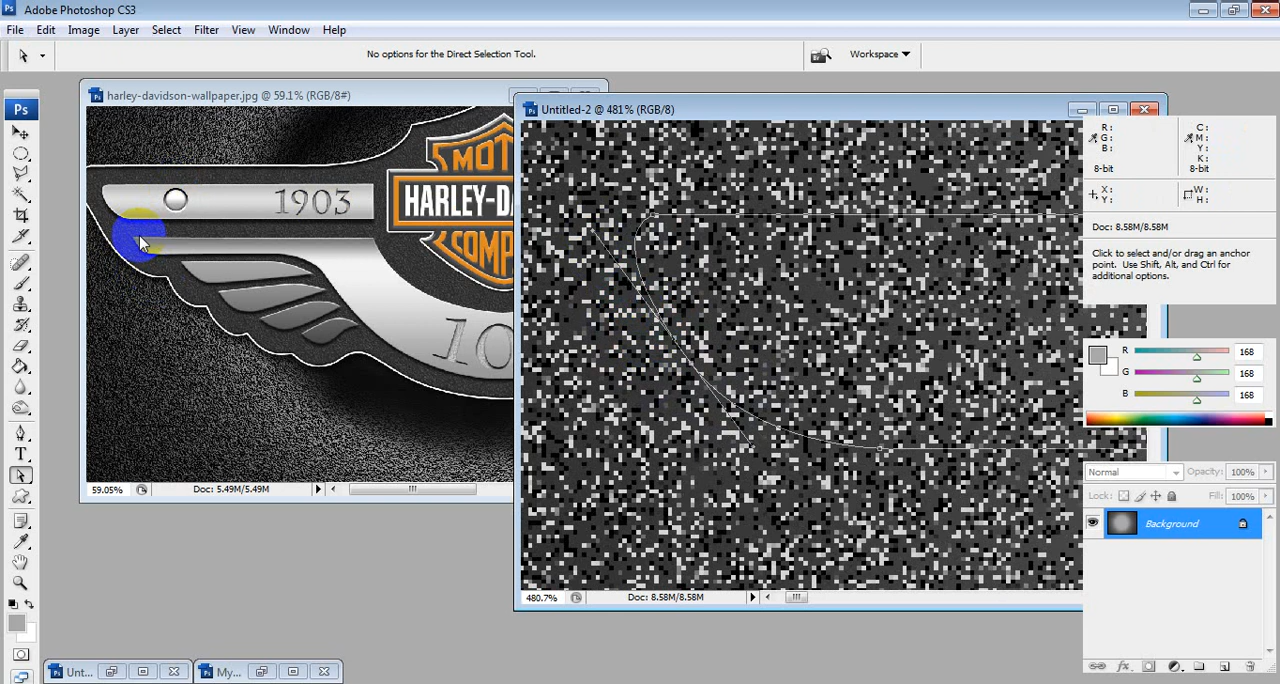 Ps Adobe Photoshop CS3
File Edit Image Layer Select Filter View Window Help
No options for the Direct Selection Tool.
Workspace
Ps
harley-davidson-wallpaper.jpg @ 59.1% (RGB/8#)
Untitled-2 @ 481% (RGB/8)
1903
MOT
HARLEY-D
COMP
10
59.05%
Doc: 5.49M/5.49M
480.7%
Doc: 8.58M/8.58M
R:
G:
B:
8-bit
C:
M:
Y:
K:
8-bit
X:
Y:
W:
H:
Doc: 8.58M/8.58M
Click to select and/or drag an anchor
point. Use Shift, Alt, and Ctrl for
additional options.
R 168
G 168
B 168
Normal Opacity: 100%
Lock: Fill: 100%
Background
Unt...
My...